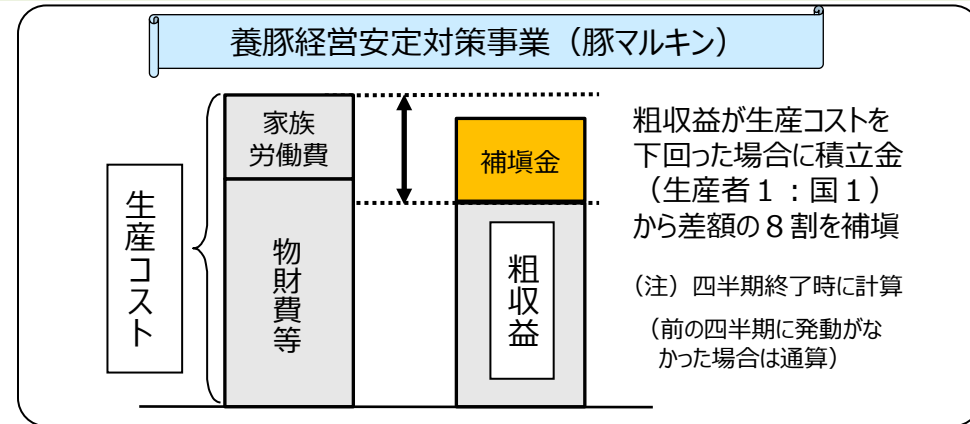 養豚経営安定対策事業（豚マルキン）
生産コスト
家族
労働費
物財費等
補塡金
粗収益
粗収益が生産コストを
下回った場合に積立金
（生産者１：国１）
から差額の８割を補塡
（注）四半期終了時に計算
（前の四半期に発動がな
かった場合は通算）